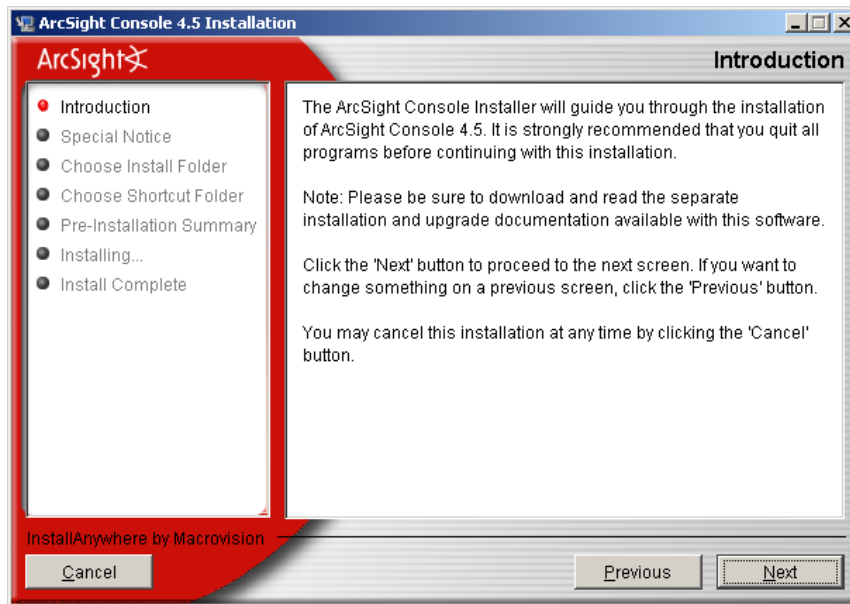 ArcSight Console 4.5 Installation
ArcSight
Introduction
Introduction
Special Notice
Choose Install Folder
Choose Shortcut Folder
Pre-Installation Summary
Installing...
Install Complete
The ArcSight Console Installer will guide you through the installation
of ArcSight Console 4.5. It is strongly recommended that you quit all
programs before continuing with this installation.
Note: Please be sure to download and read the separate
installation and upgrade documentation available with this software.
Click the 'Next' button to proceed to the next screen. If you want to
change something on a previous screen, click the 'Previous' button.
You may cancel this installation at any time by clicking the 'Cancel'
button.
InstallAnywhere by Macrovision
Cancel
Previous
Next